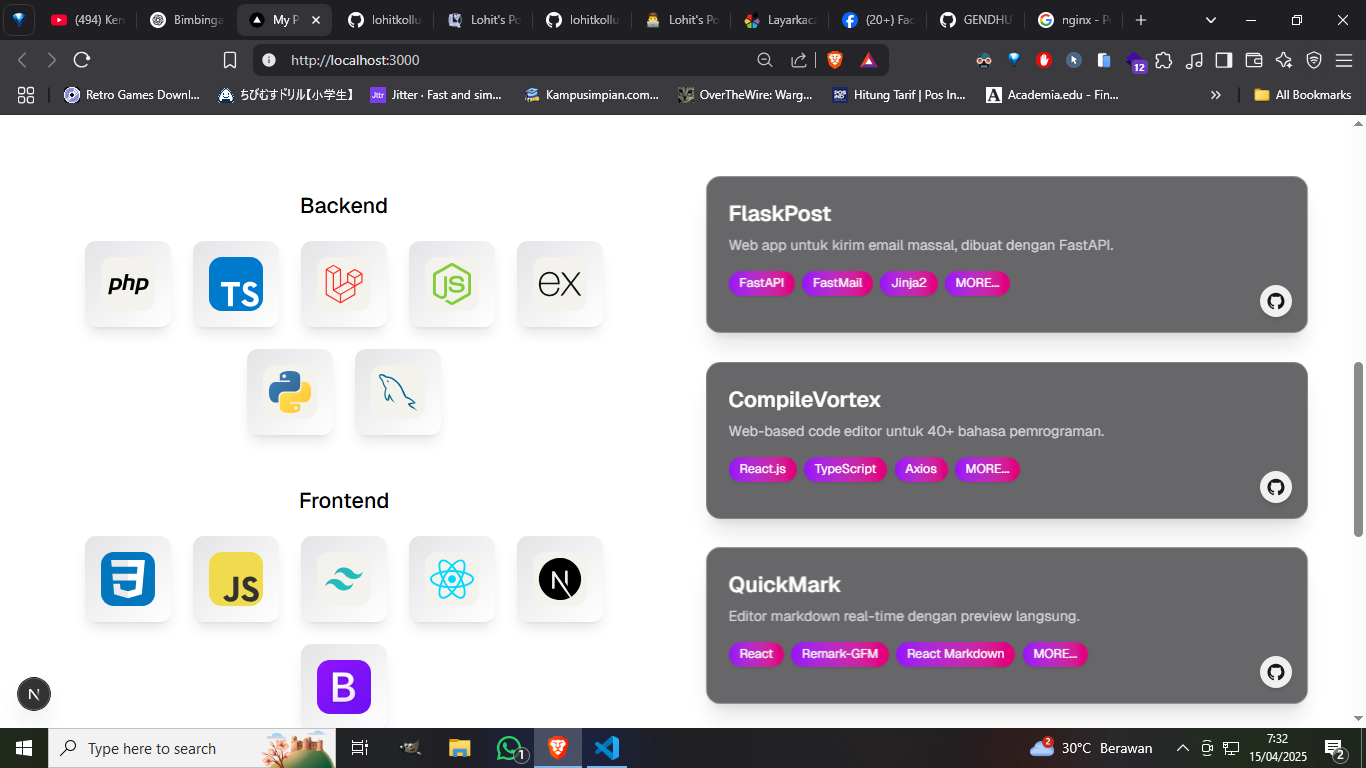 (494) Ken
Bimbinga
My P
lohitkollu
Lohit's Po
lohitkollu
Lohit's Po
Layarkaca
(20+) Fac
GENDHU
nginx - P
http://localhost:3000
12
Retro Games Downl...
ちびむすドリル【小学生】
Jitter · Fast and sim...
Kampusimpian.com...
OverTheWire: Warg...
Hitung Tarif | Pos In...
Academia.edu - Fin...
All Bookmarks
Backend
php
TS
JS
ex
Frontend
JS
N
B
FlaskPost
Web app untuk kirim email massal, dibuat dengan FastAPI.
FastAPI FastMail Jinja2 MORE...
CompileVortex
Web-based code editor untuk 40+ bahasa pemrograman.
React.js TypeScript Axios MORE...
QuickMark
Editor markdown real-time dengan preview langsung.
React Remark-GFM React Markdown MORE...
N
Type here to search
1
2
30°C Berawan
7:32
15/04/2025
2